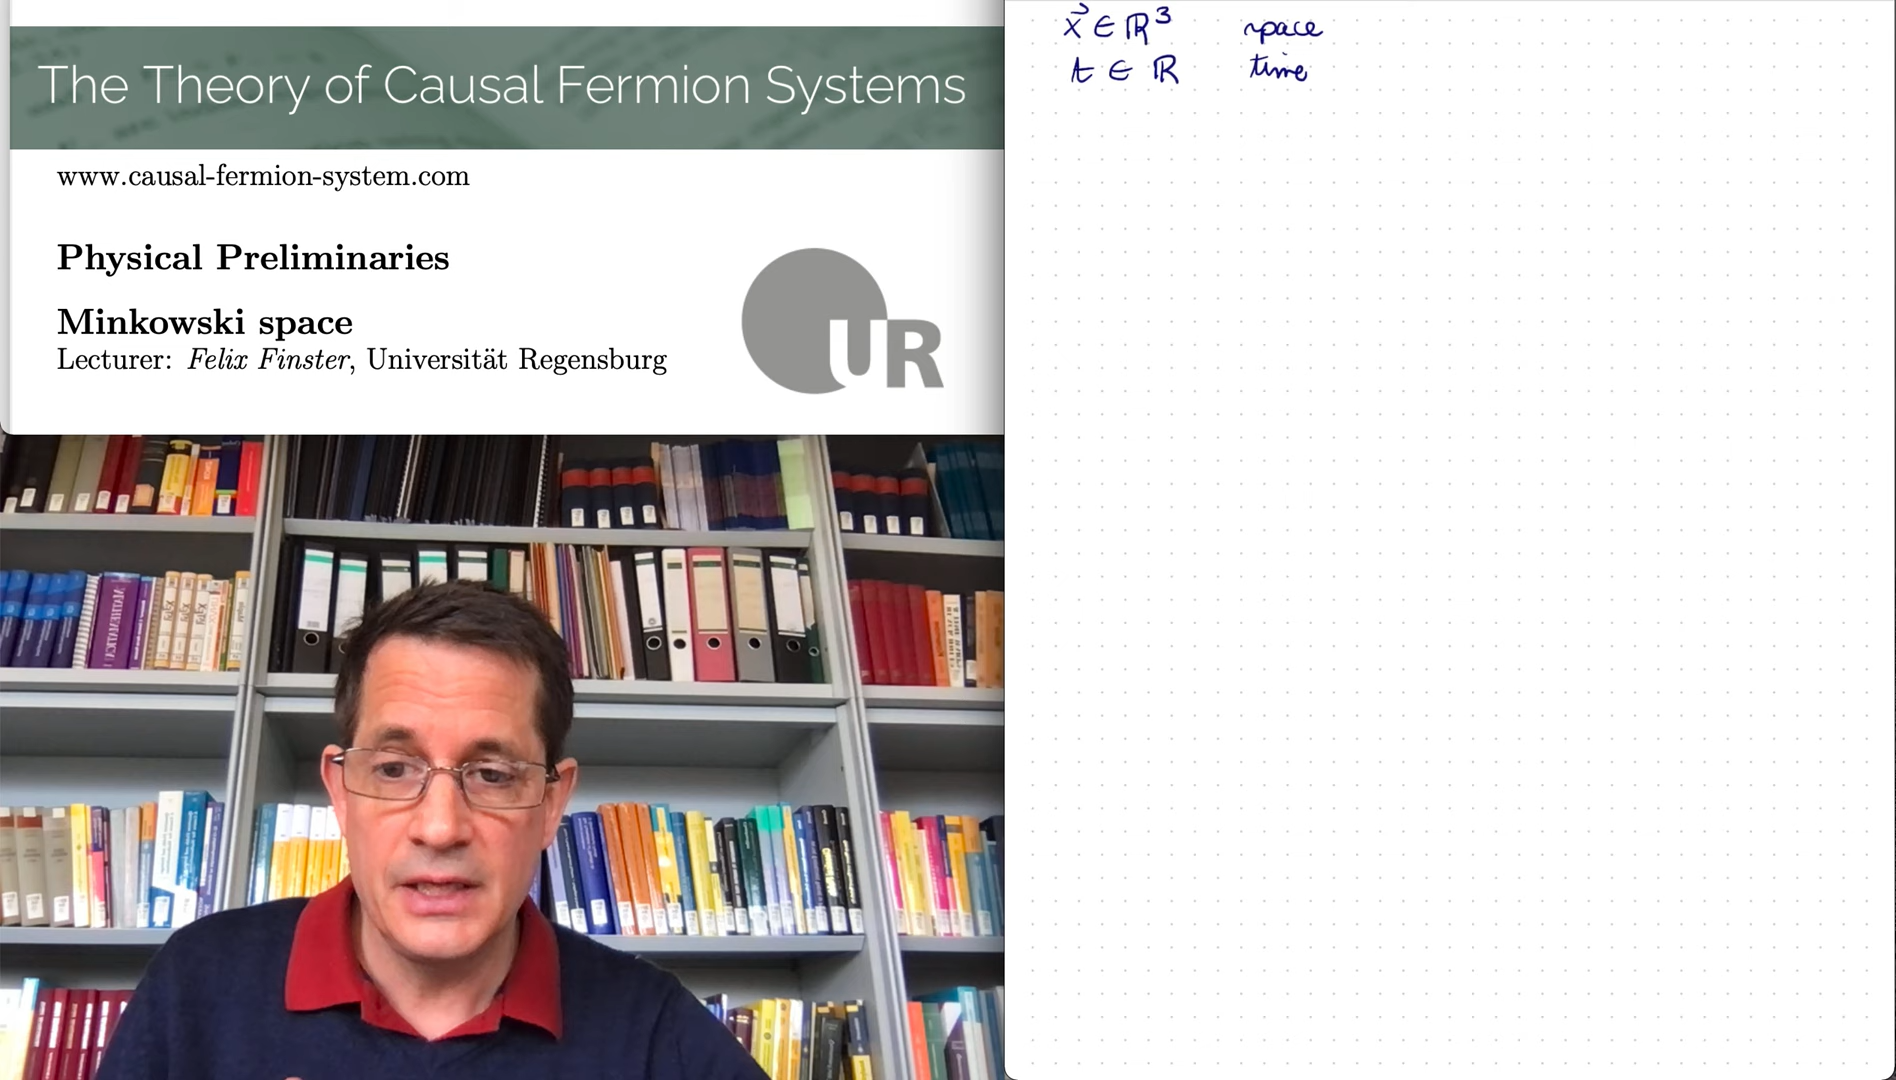 The Theory of Causal Fermion Systems
www.causal-fermion-system.com
Physical Preliminaries
Minkowski space
Lecturer: Felix Finster, Universität Regensburg
UR
x⃗ ∈ ℝ³ space
t ∈ ℝ time